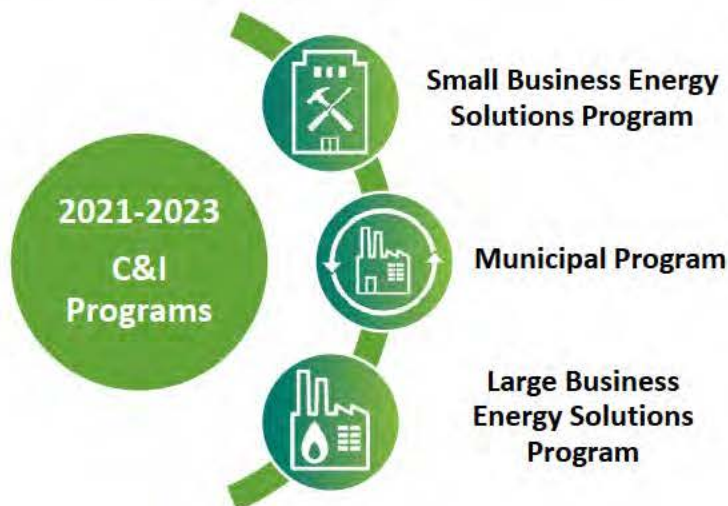 2021-2023
C&I
Programs
Small Business Energy
Solutions Program
Municipal Program
Large Business
Energy Solutions
Program